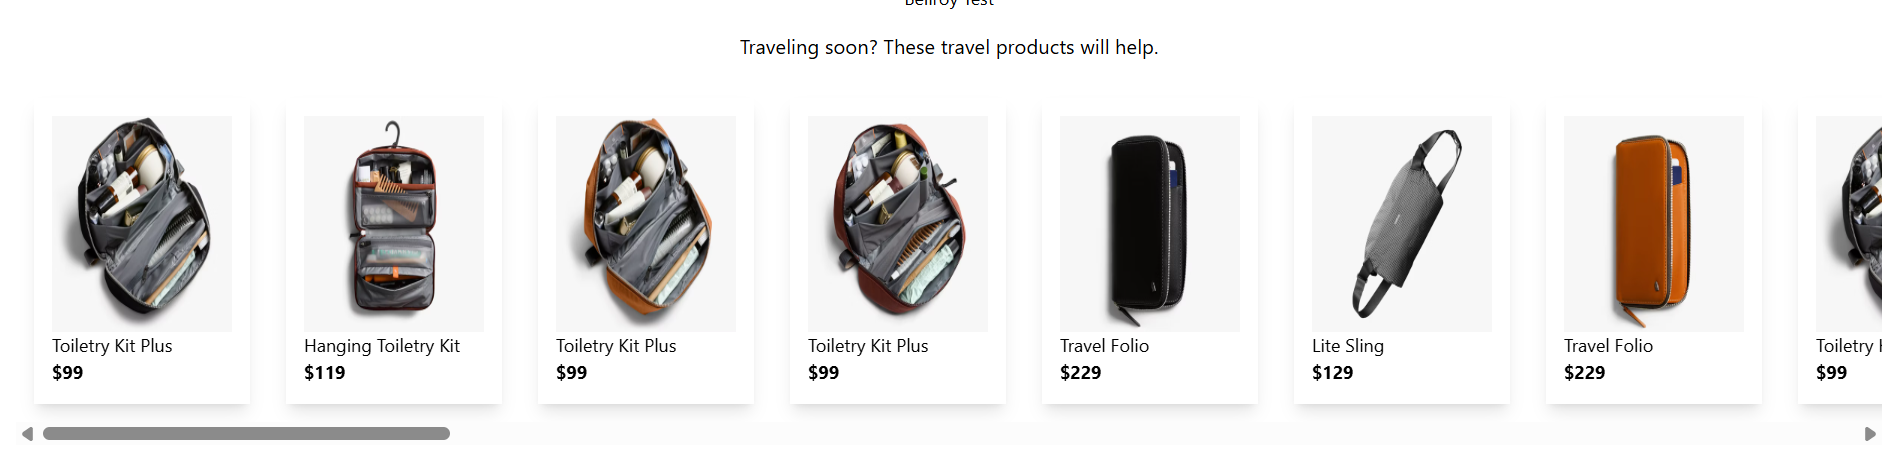 Bellroy Test
Traveling soon? These travel products will help.
Toiletry Kit Plus
$99
Hanging Toiletry Kit
$119
Toiletry Kit Plus
$99
Toiletry Kit Plus
$99
Travel Folio
$229
Lite Sling
$129
Travel Folio
$229
Toiletry
$99